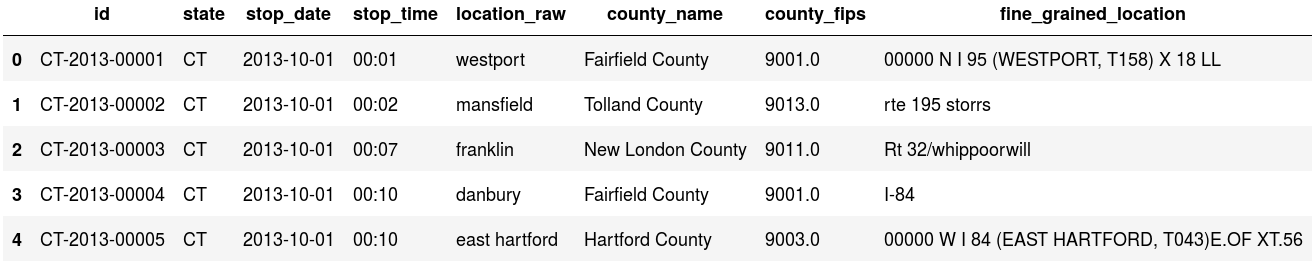 id state stop_date stop_time location_raw county_name county_fips fine_grained_location
0 CT-2013-00001 CT 2013-10-01 00:01 westport Fairfield County 9001.0 00000 N I 95 (WESTPORT, T158) X 18 LL
1 CT-2013-00002 CT 2013-10-01 00:02 mansfield Tolland County 9013.0 rte 195 storrs
2 CT-2013-00003 CT 2013-10-01 00:07 franklin New London County 9011.0 Rt 32/whippoorwill
3 CT-2013-00004 CT 2013-10-01 00:10 danbury Fairfield County 9001.0 I-84
4 CT-2013-00005 CT 2013-10-01 00:10 east hartford Hartford County 9003.0 00000 W I 84 (EAST HARTFORD, T043)E.OF XT.56